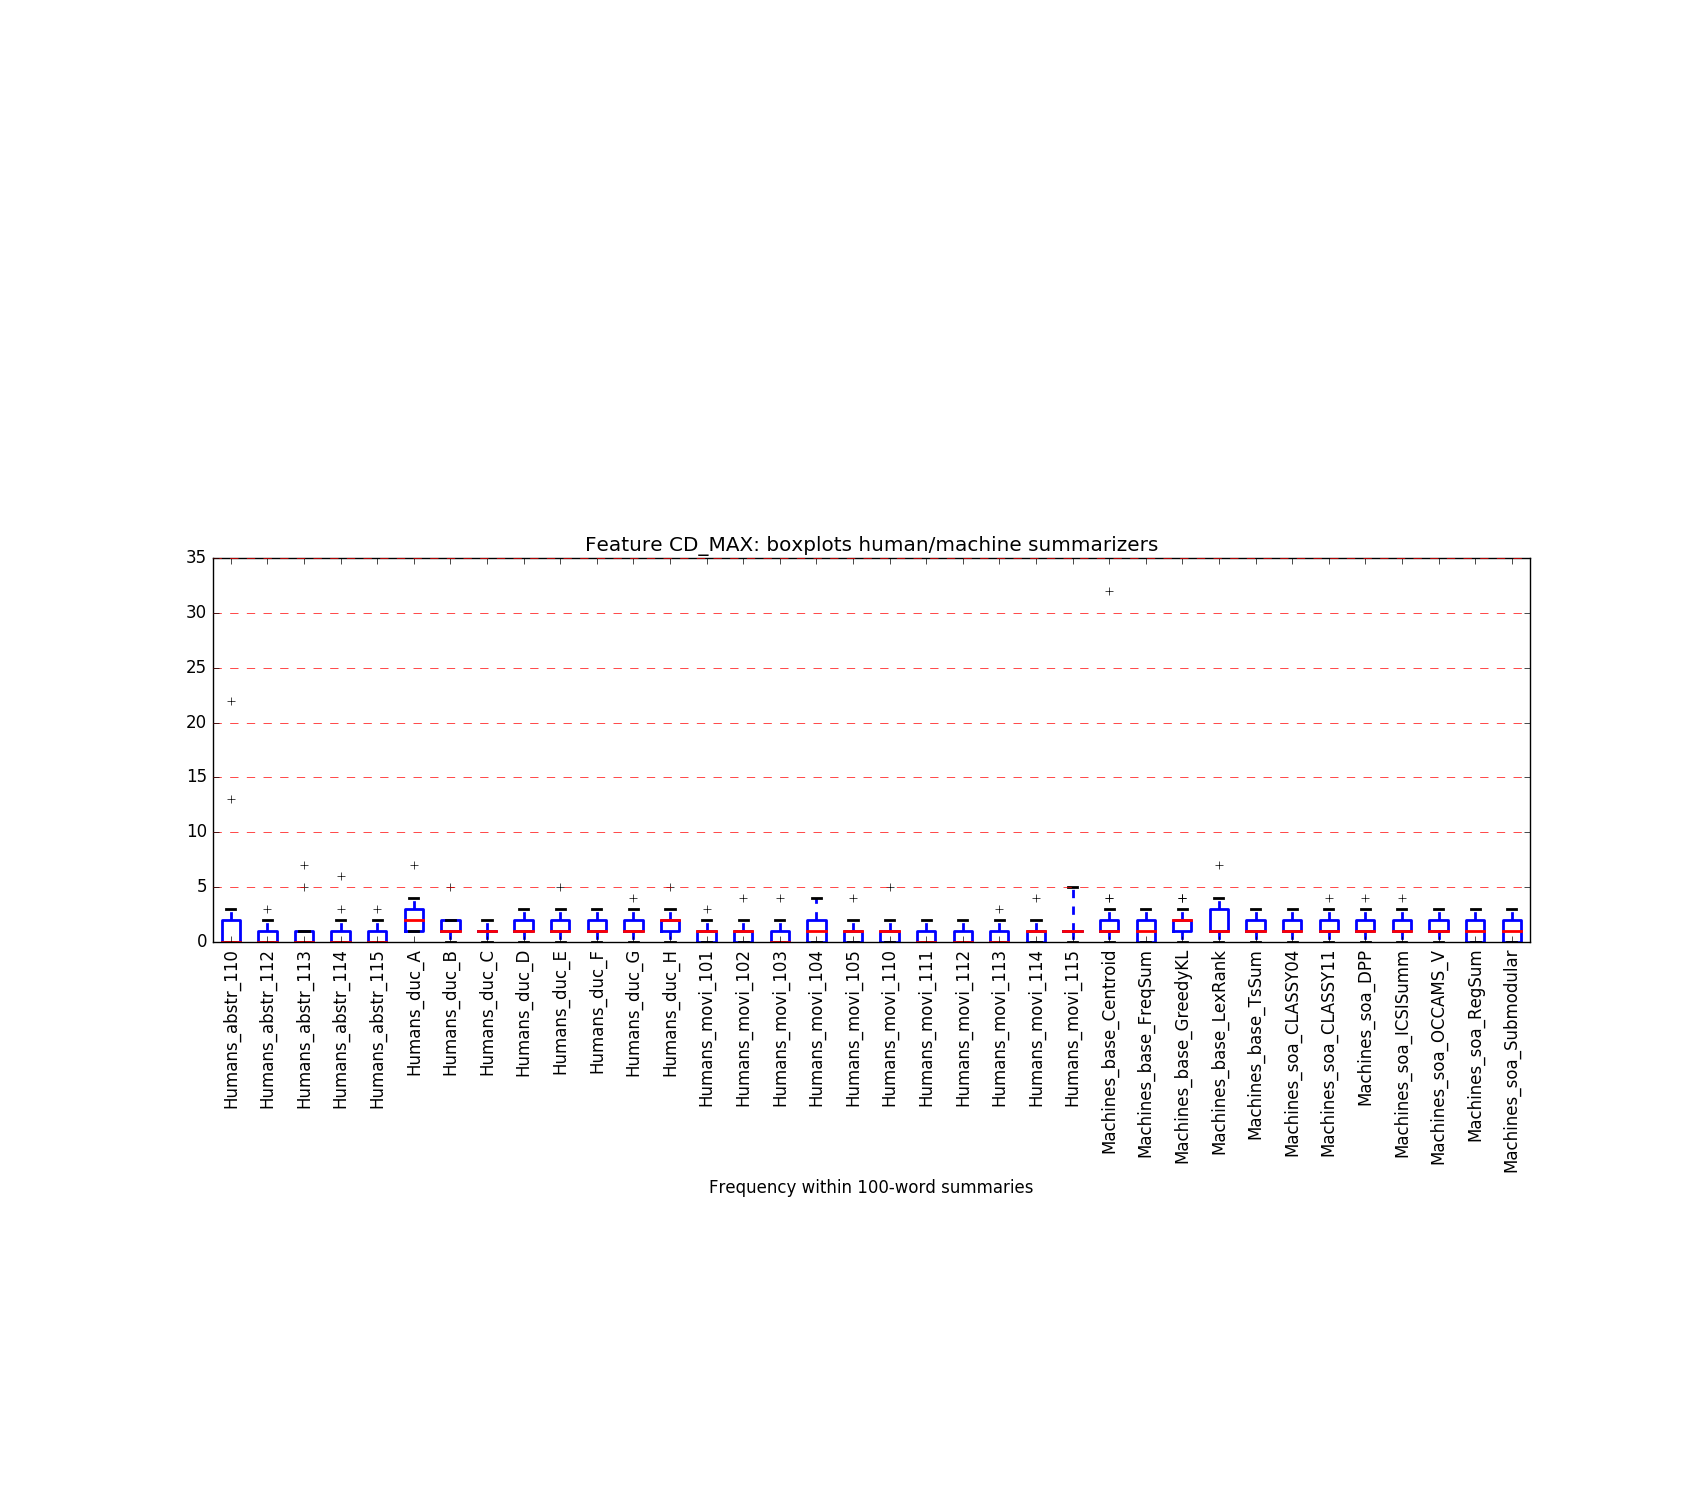 Feature CD_MAX: boxplots human/machine summarizers
35
30
25
20
15
10
5
0
Humans_abstr_110
Humans_abstr_112
Humans_abstr_113
Humans_abstr_114
Humans_abstr_115
Humans_duc_A
Humans_duc_B
Humans_duc_C
Humans_duc_D
Humans_duc_E
Humans_duc_F
Humans_duc_G
Humans_duc_H
Humans_movi_101
Humans_movi_102
Humans_movi_103
Humans_movi_104
Humans_movi_105
Humans_movi_110
Humans_movi_111
Humans_movi_112
Humans_movi_113
Humans_movi_114
Humans_movi_115
Machines_base_Centroid
Machines_base_FreqSum
Machines_base_GreedyKL
Machines_base_LexRank
Machines_base_TsSum
Machines_soa_CLASSY04
Machines_soa_CLASSY11
Machines_soa_DPP
Machines_soa_ICSISumm
Machines_soa_OCCAMS_V
Machines_soa_RegSum
Machines_soa_Submodular
Frequency within 100-word summaries